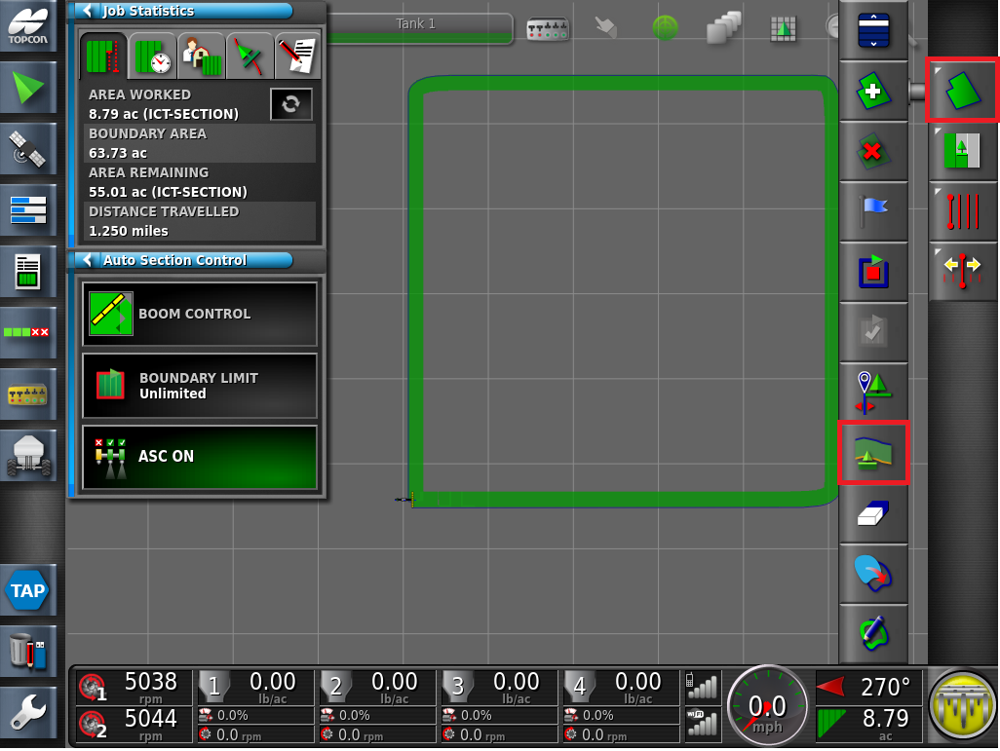 TOPCON
Job Statistics
Tank 1
AREA WORKED
8.79 ac (ICT-SECTION)
BOUNDARY AREA
63.73 ac
AREA REMAINING
55.01 ac (ICT-SECTION)
DISTANCE TRAVELLED
1.250 miles
Auto Section Control
BOOM CONTROL
BOUNDARY LIMIT
Unlimited
ASC ON
TAP
1 5038 rpm
2 5044 rpm
1 0.00 lb/ac
0.0%
0.0 rpm
2 0.00 lb/ac
0.0%
0.0 rpm
3 0.00 lb/ac
0.0%
0.0 rpm
4 0.00 lb/ac
0.0%
0.0 rpm
WiFi
0.0
mph
270°
8.79
ac